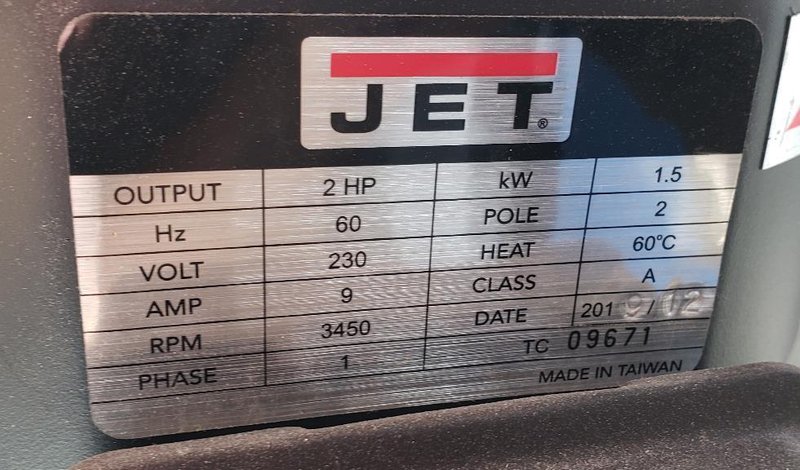 JET®
OUTPUT 2 HP kW 1.5
Hz 60 POLE 2
VOLT 230 HEAT 60°C
AMP 9 CLASS A
RPM 3450 DATE 2019/12
PHASE 1 TC 09671
MADE IN TAIWAN